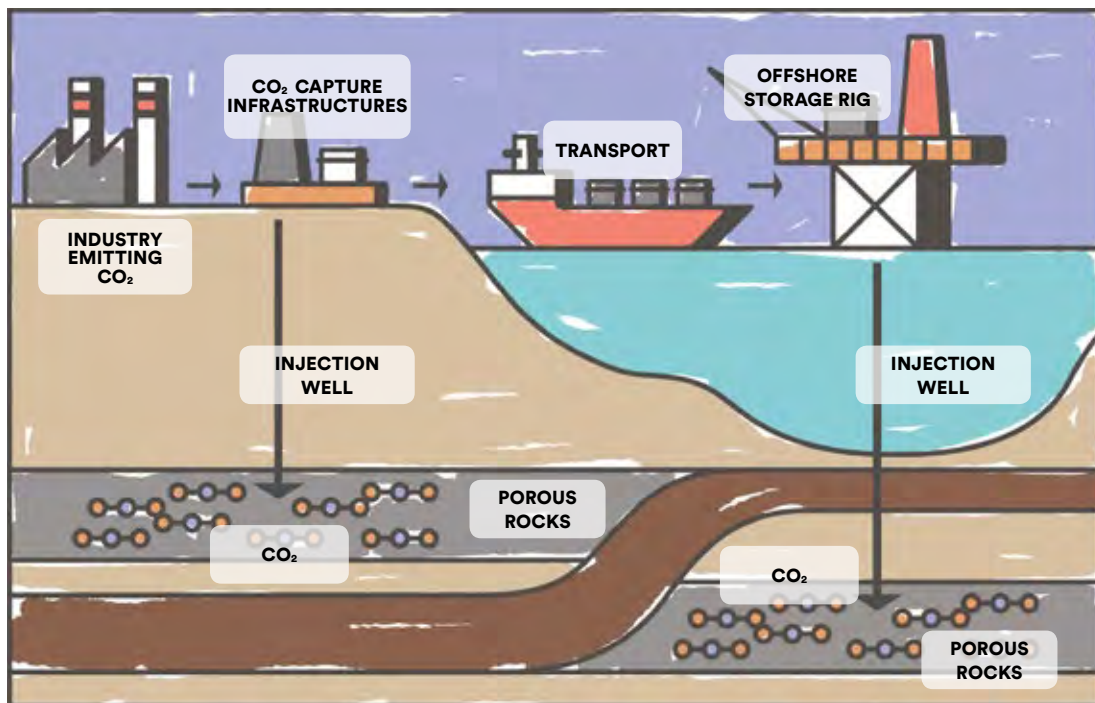 CO₂ CAPTURE
INFRASTRUCTURES
OFFSHORE
STORAGE RIG
TRANSPORT
INDUSTRY
EMITTING
CO₂
INJECTION
WELL
INJECTION
WELL
POROUS
ROCKS
CO₂
CO₂
POROUS
ROCKS